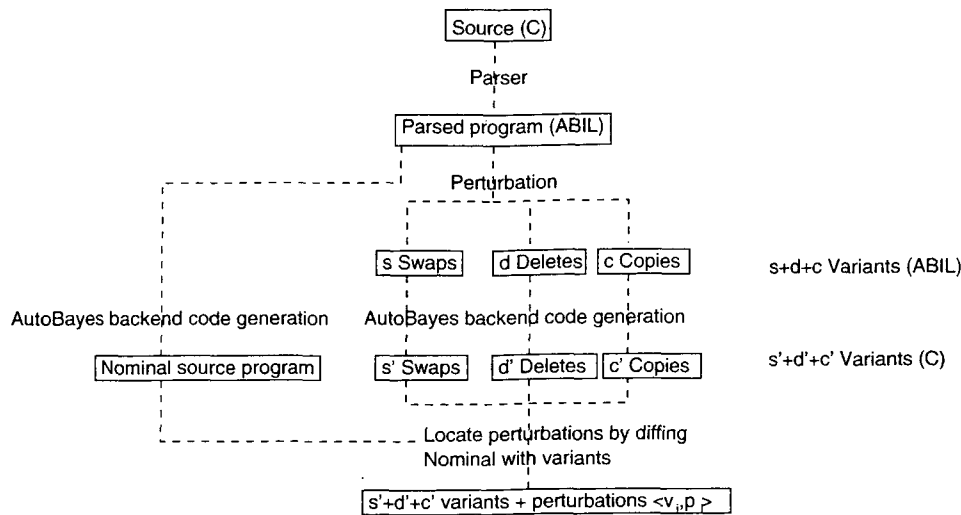 Source (C)
Parser
Parsed program (ABIL)
Perturbation
s Swaps
d Deletes
c Copies
s+d+c Variants (ABIL)
AutoBayes backend code generation
AutoBayes backend code generation
Nominal source program
s' Swaps
d' Deletes
c' Copies
s'+d'+c' Variants (C)
Locate perturbations by diffing
Nominal with variants
s'+d'+c' variants + perturbations <v_i,p_i>